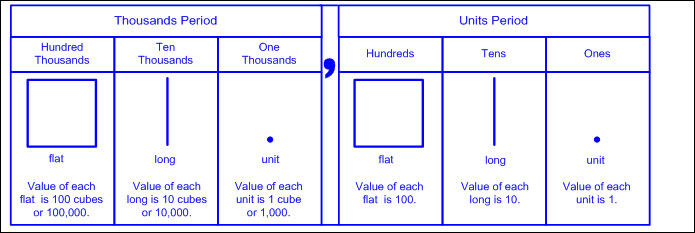 Thousands Period
Units Period
Hundred
Thousands
Ten
Thousands
One
Thousands
,
Hundreds
Tens
Ones
flat
long
unit
flat
long
unit
Value of each
flat is 100 cubes
or 100,000.
Value of each
long is 10 cubes
or 10,000.
Value of each
unit is 1 cube
or 1,000.
Value of each
flat is 100.
Value of each
long is 10.
Value of each
unit is 1.